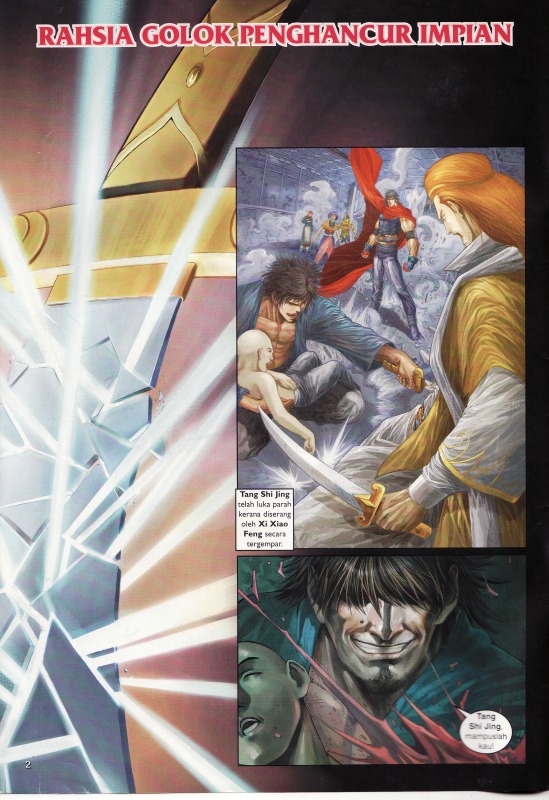 RAHSIA GOLOK PENGHANCUR IMPIAN
Tang Shi Jing
telah luka parah
kerana diserang
oleh Xi Xiao
Feng secara
tergempar.
Tang
Shi Jing,
mampuslah
kau!
2